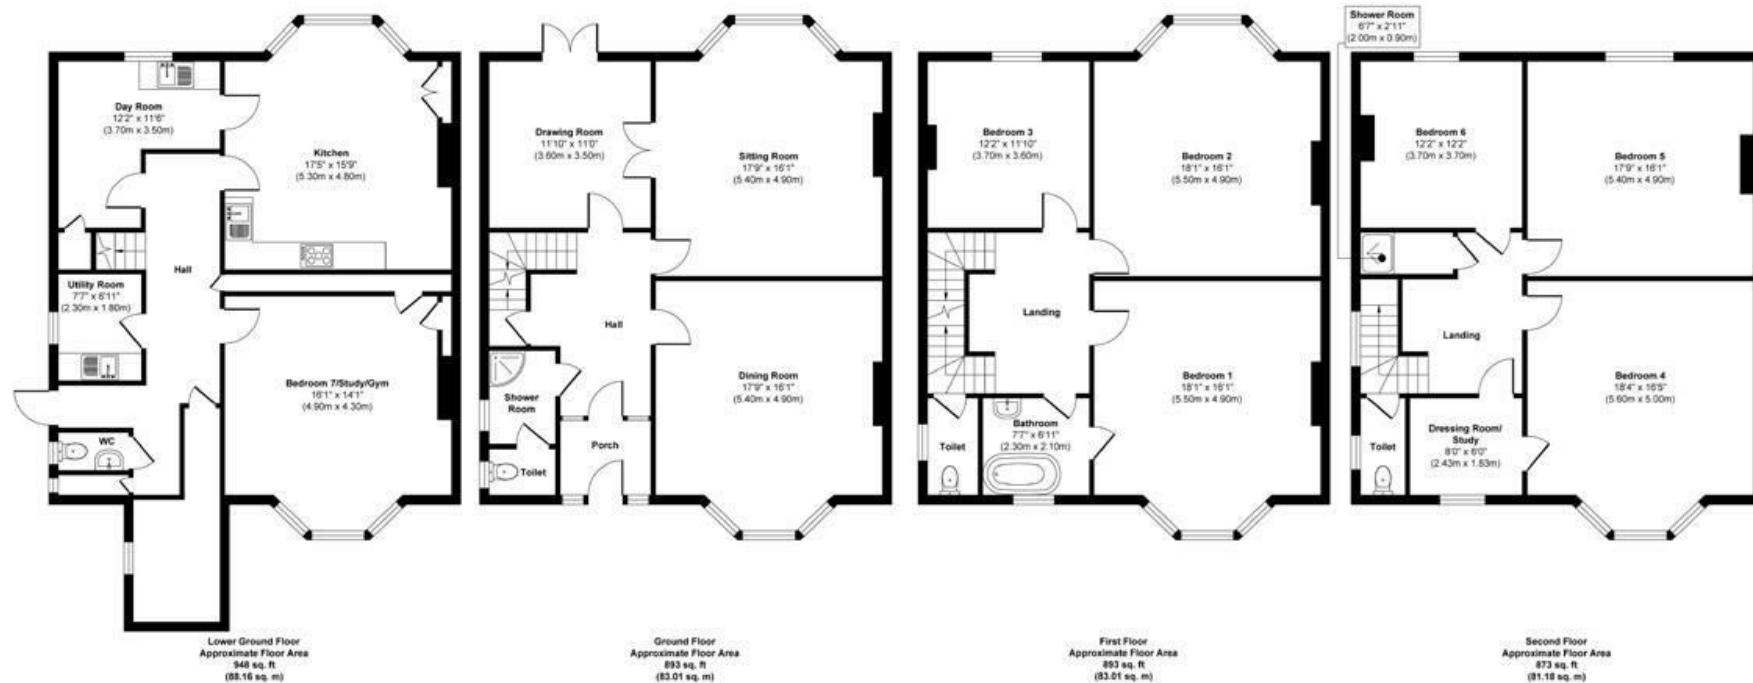 Day Room
12'2" x 11'6"
(3.70m x 3.50m)
Kitchen
17'5" x 15'9"
(5.30m x 4.80m)
Hall
Utility Room
7'7" x 6'11"
(2.30m x 1.80m)
Bedroom 7/Study/Gym
16'1" x 14'1"
(4.90m x 4.30m)
WC
Lower Ground Floor
Approximate Floor Area
948 sq. ft
(88.16 sq. m)
Drawing Room
11'10" x 11'0"
(3.60m x 3.50m)
Sitting Room
17'9" x 16'1"
(5.40m x 4.90m)
Hall
Dining Room
17'9" x 16'1"
(5.40m x 4.90m)
Shower
Room
Porch
Toilet
Ground Floor
Approximate Floor Area
893 sq. ft
(83.01 sq. m)
Bedroom 3
12'2" x 11'10"
(3.70m x 3.60m)
Bedroom 2
18'1" x 16'1"
(5.50m x 4.90m)
Landing
Bedroom 1
18'1" x 16'1"
(5.50m x 4.90m)
Bathroom
7'7" x 6'11"
(2.30m x 2.10m)
Toilet
First Floor
Approximate Floor Area
893 sq. ft
(83.01 sq. m)
Shower Room
6'7" x 2'11"
(2.00m x 0.90m)
Bedroom 6
12'2" x 12'2"
(3.70m x 3.70m)
Bedroom 5
17'9" x 16'1"
(5.40m x 4.90m)
Landing
Bedroom 4
18'4" x 16'5"
(5.60m x 5.00m)
Dressing Room/
Study
8'0" x 6'0"
(2.43m x 1.83m)
Toilet
Second Floor
Approximate Floor Area
873 sq. ft
(81.18 sq. m)